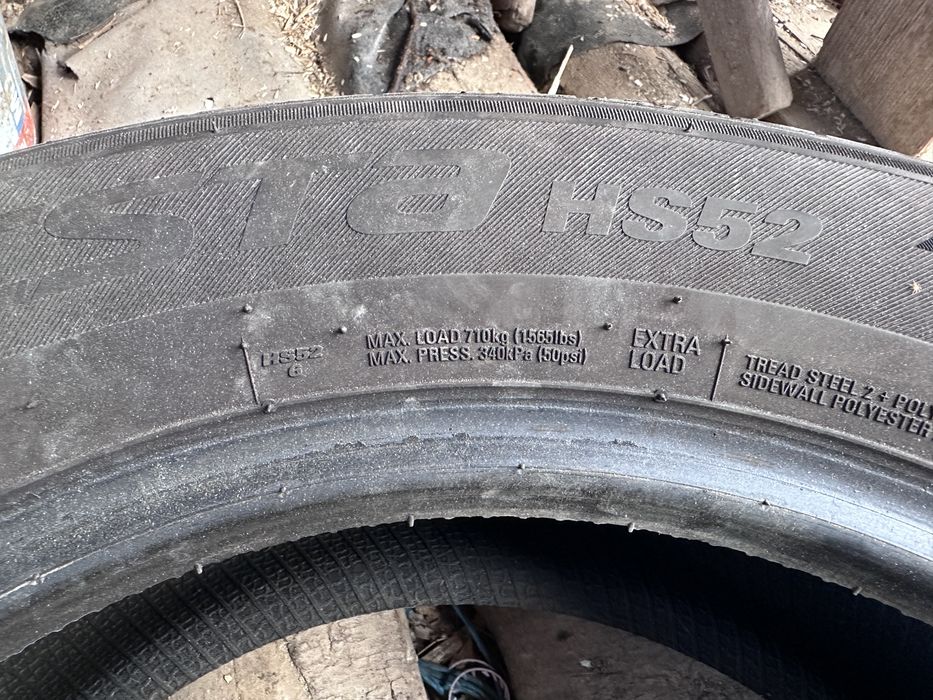 STA HS52
HS52
6
MAX. LOAD 710kg (1565lbs)
MAX. PRESS. 340kPa (50psi)
EXTRA
LOAD
TREAD STEEL 2 + POLY
SIDEWALL POLYESTER